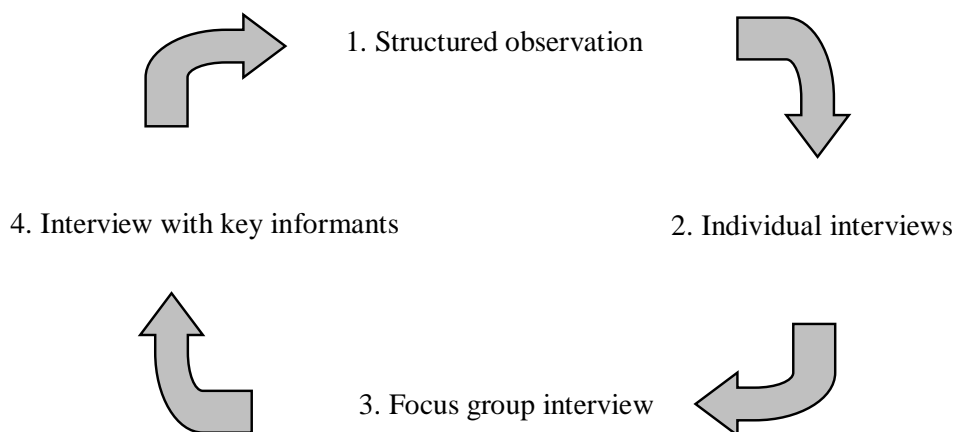 1. Structured observation
4. Interview with key informants
2. Individual interviews
3. Focus group interview